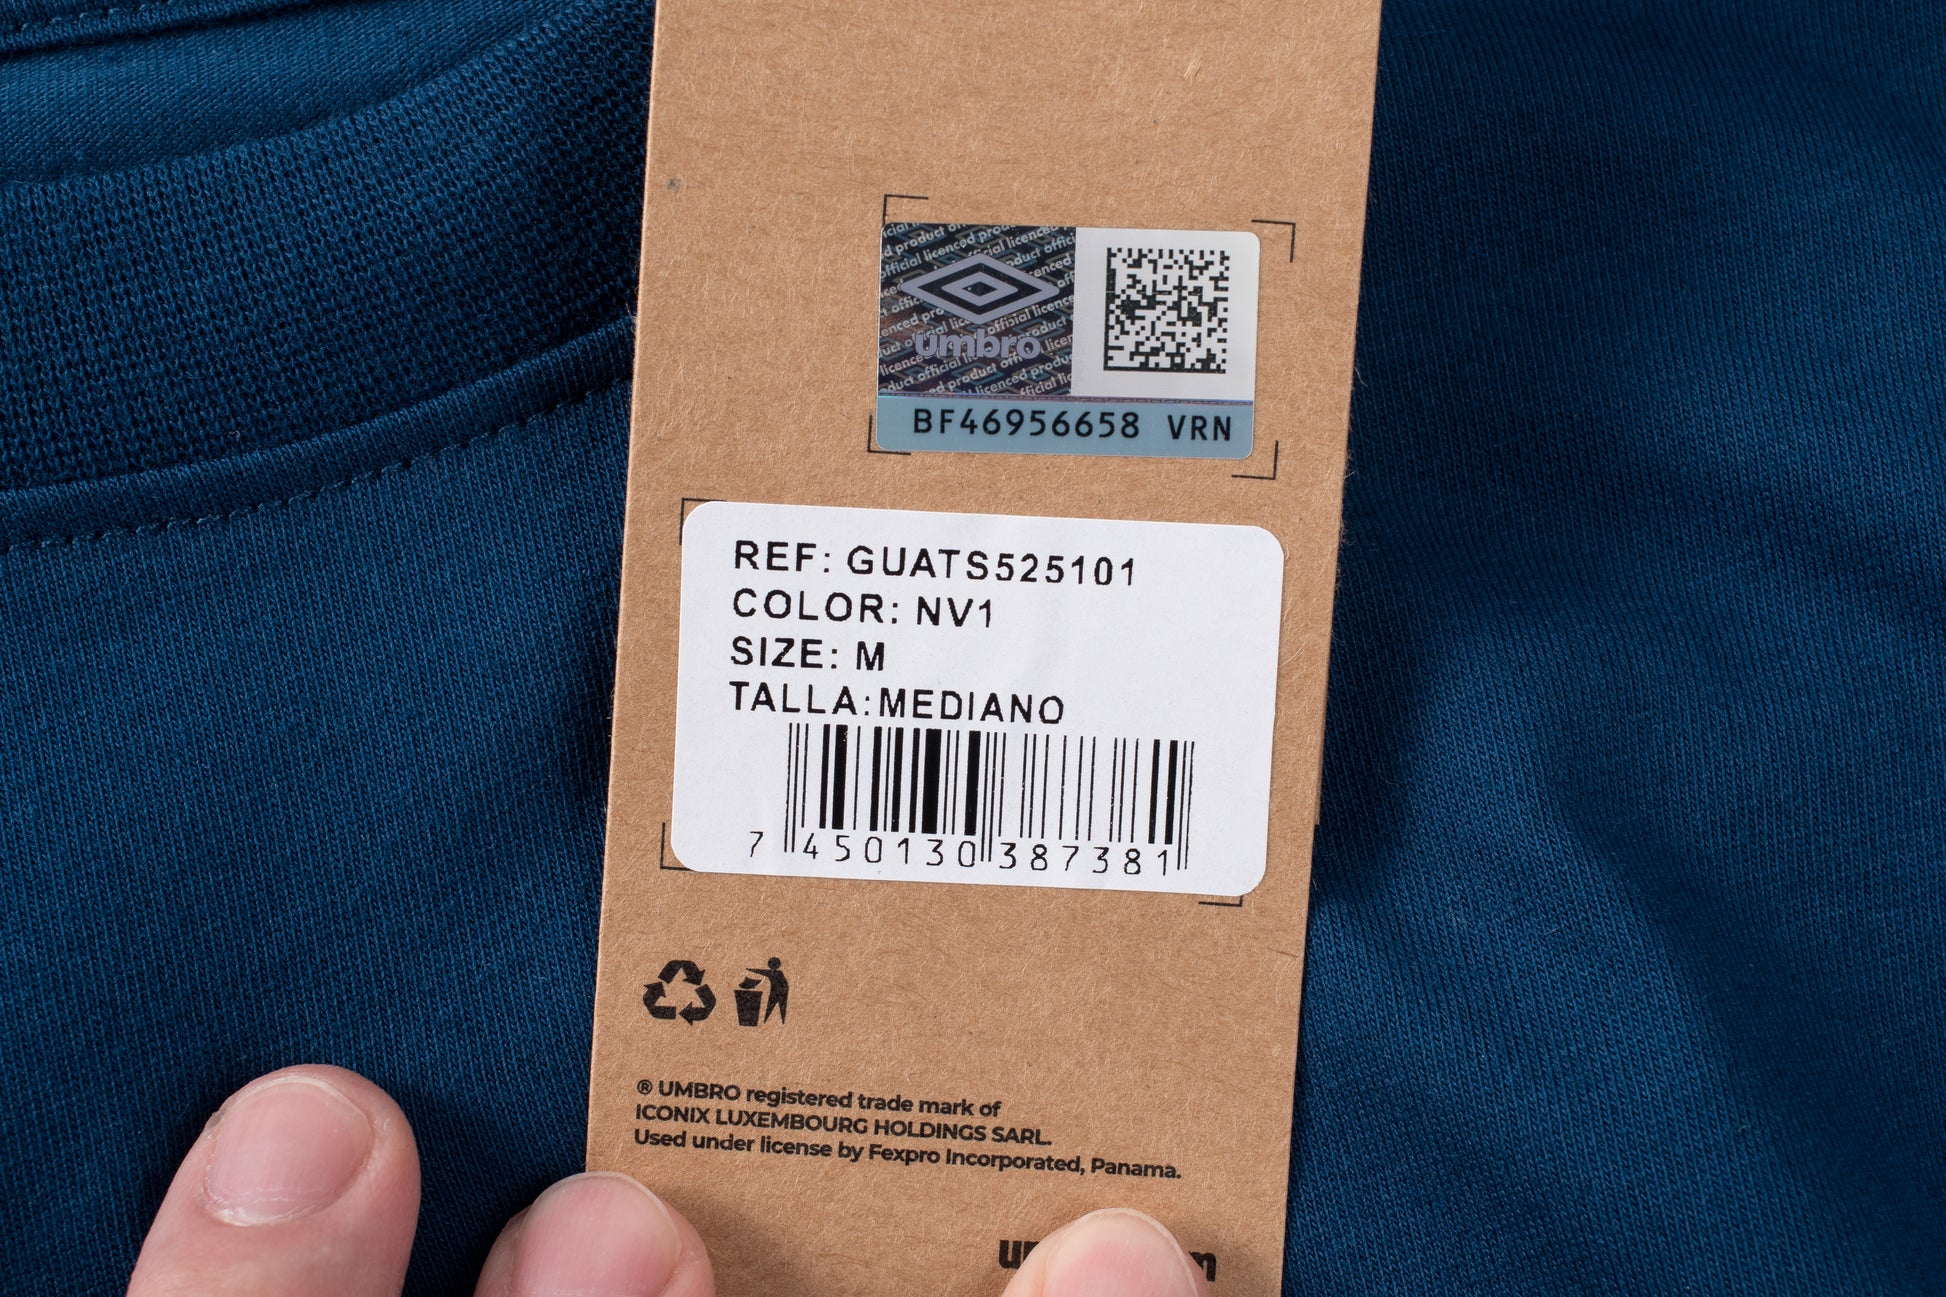 umbro
BF46956658 VRN
REF: GUATS525101
COLOR: NV1
SIZE: M
TALLA:MEDIANO
7 450130 387381
® UMBRO registered trade mark of
ICONIX LUXEMBOURG HOLDINGS SARL.
Used under license by Fexpro Incorporated, Panama.